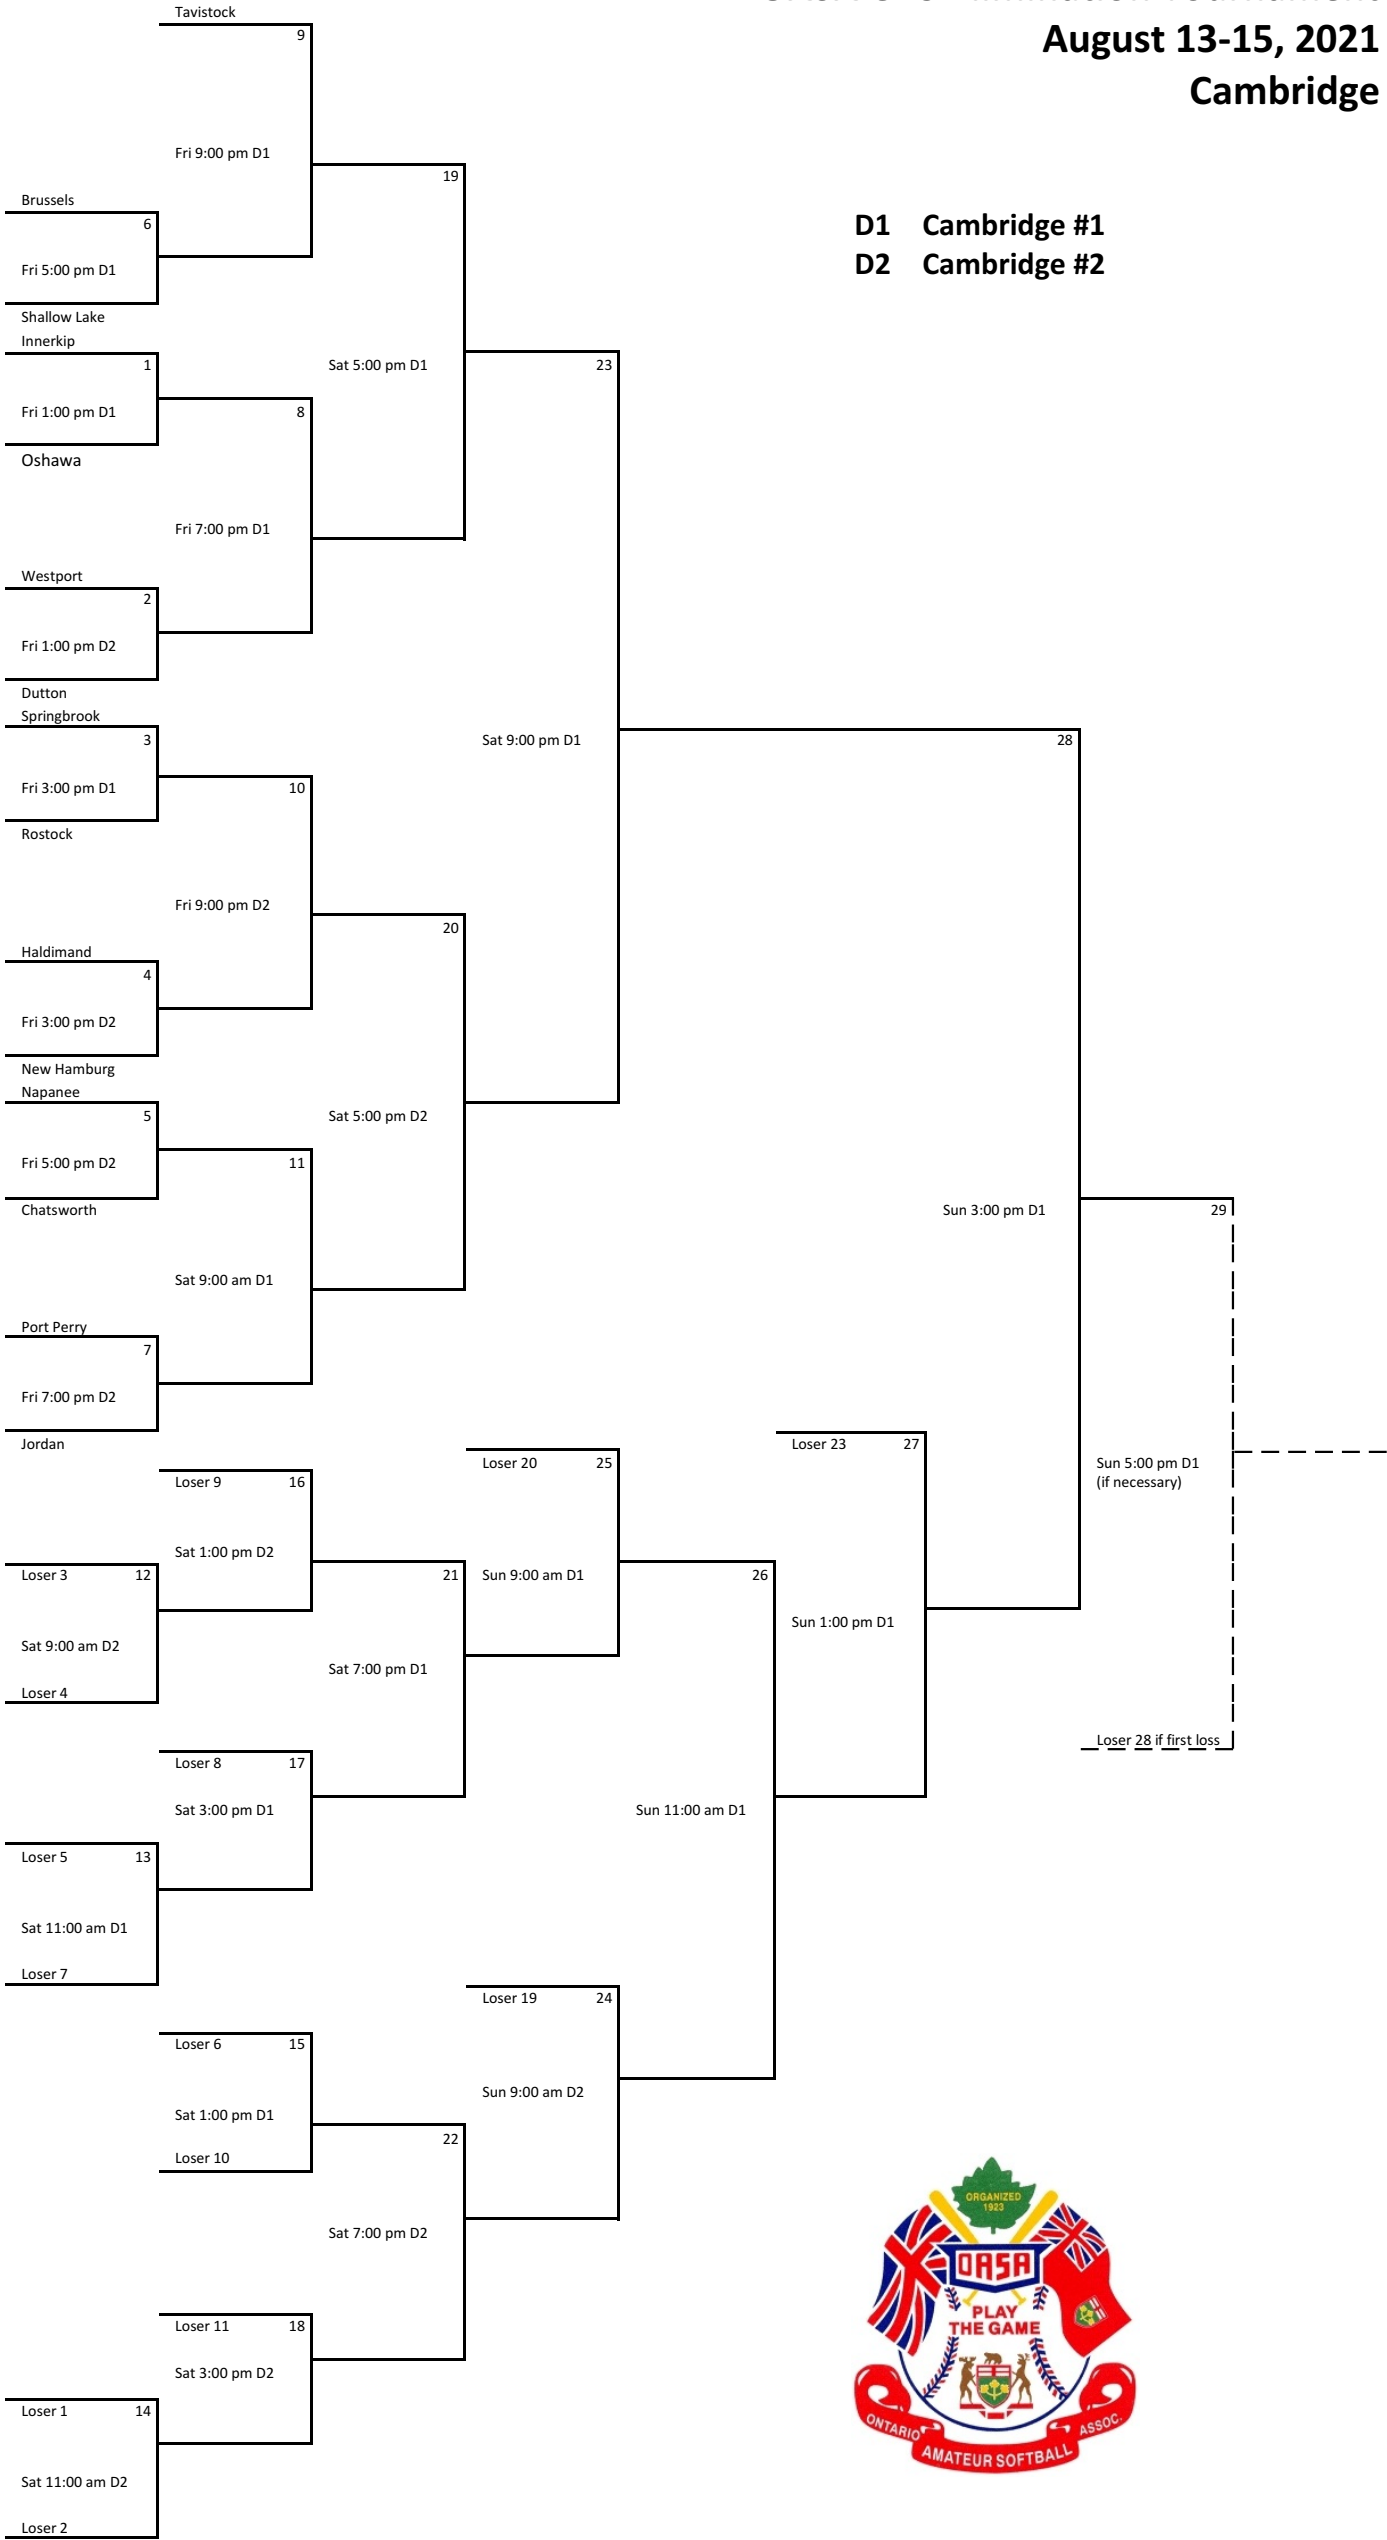 August 13-15, 2021
Cambridge
D1 Cambridge #1
D2 Cambridge #2
Tavistock
9
Fri 9:00 pm D1
19
Brussels
6
Fri 5:00 pm D1
Shallow Lake
Innerkip
1
Sat 5:00 pm D1
23
Fri 1:00 pm D1
8
Oshawa
Fri 7:00 pm D1
Westport
2
Fri 1:00 pm D2
Dutton
Springbrook
3
Sat 9:00 pm D1
28
Fri 3:00 pm D1
10
Rostock
Fri 9:00 pm D2
20
Haldimand
4
Fri 3:00 pm D2
New Hamburg
Napanee
5
Sat 5:00 pm D2
Fri 5:00 pm D2
11
Chatsworth
Sun 3:00 pm D1
29
Sat 9:00 am D1
Port Perry
7
Fri 7:00 pm D2
Jordan
Loser 23 27
Loser 20 25
Sun 5:00 pm D1
(if necessary)
Loser 9 16
Sat 1:00 pm D2
Loser 3 12
21
Sun 9:00 am D1
26
Sun 1:00 pm D1
Sat 9:00 am D2
Sat 7:00 pm D1
Loser 4
Loser 28 if first loss
Loser 8 17
Sat 3:00 pm D1
Sun 11:00 am D1
Loser 5 13
Sat 11:00 am D1
Loser 7
Loser 19 24
Loser 6 15
Sun 9:00 am D2
Sat 1:00 pm D1
22
Loser 10
Sat 7:00 pm D2
Loser 11 18
Sat 3:00 pm D2
Loser 1 14
Sat 11:00 am D2
Loser 2
ORGANIZED
1923
OASA
PLAY
THE GAME
ONTARIO
AMATEUR SOFTBALL
ASSOC.